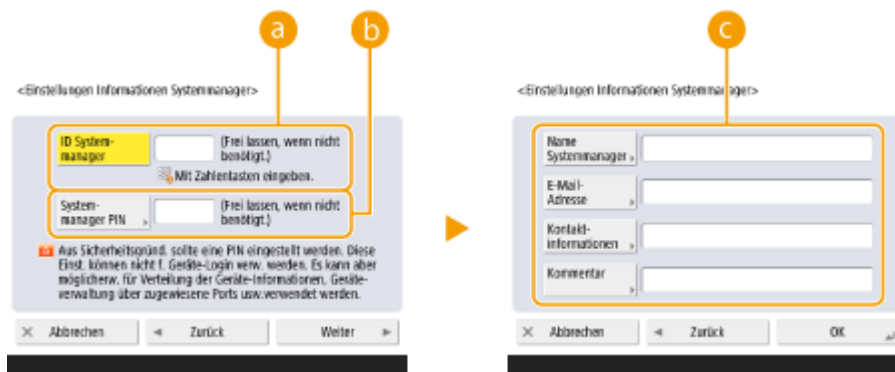 a
b
c
<Einstellungen Informationen Systemmanager>
ID System-
manager
(Frei lassen, wenn nicht
benötigt.)
Mit Zahlentasten eingeben.
System-
manager PIN
(Frei lassen, wenn nicht
benötigt.)
Aus Sicherheitsgründ. sollte eine PIN eingestellt werden. Diese
Einst. können nicht f. Geräte-Login verw. werden. Es kann aber
möglicherw. für Verteilung der Geräte-Informationen, Geräte-
verwaltung über zugewiesene Ports usw.verwendet werden.
Abbrechen
Zurück
Weiter
<Einstellungen Informationen Systemmanager>
Name
Systemmanager
E-Mail-
Adresse
Kontakt-
informationen
Kommentar
Abbrechen
Zurück
OK